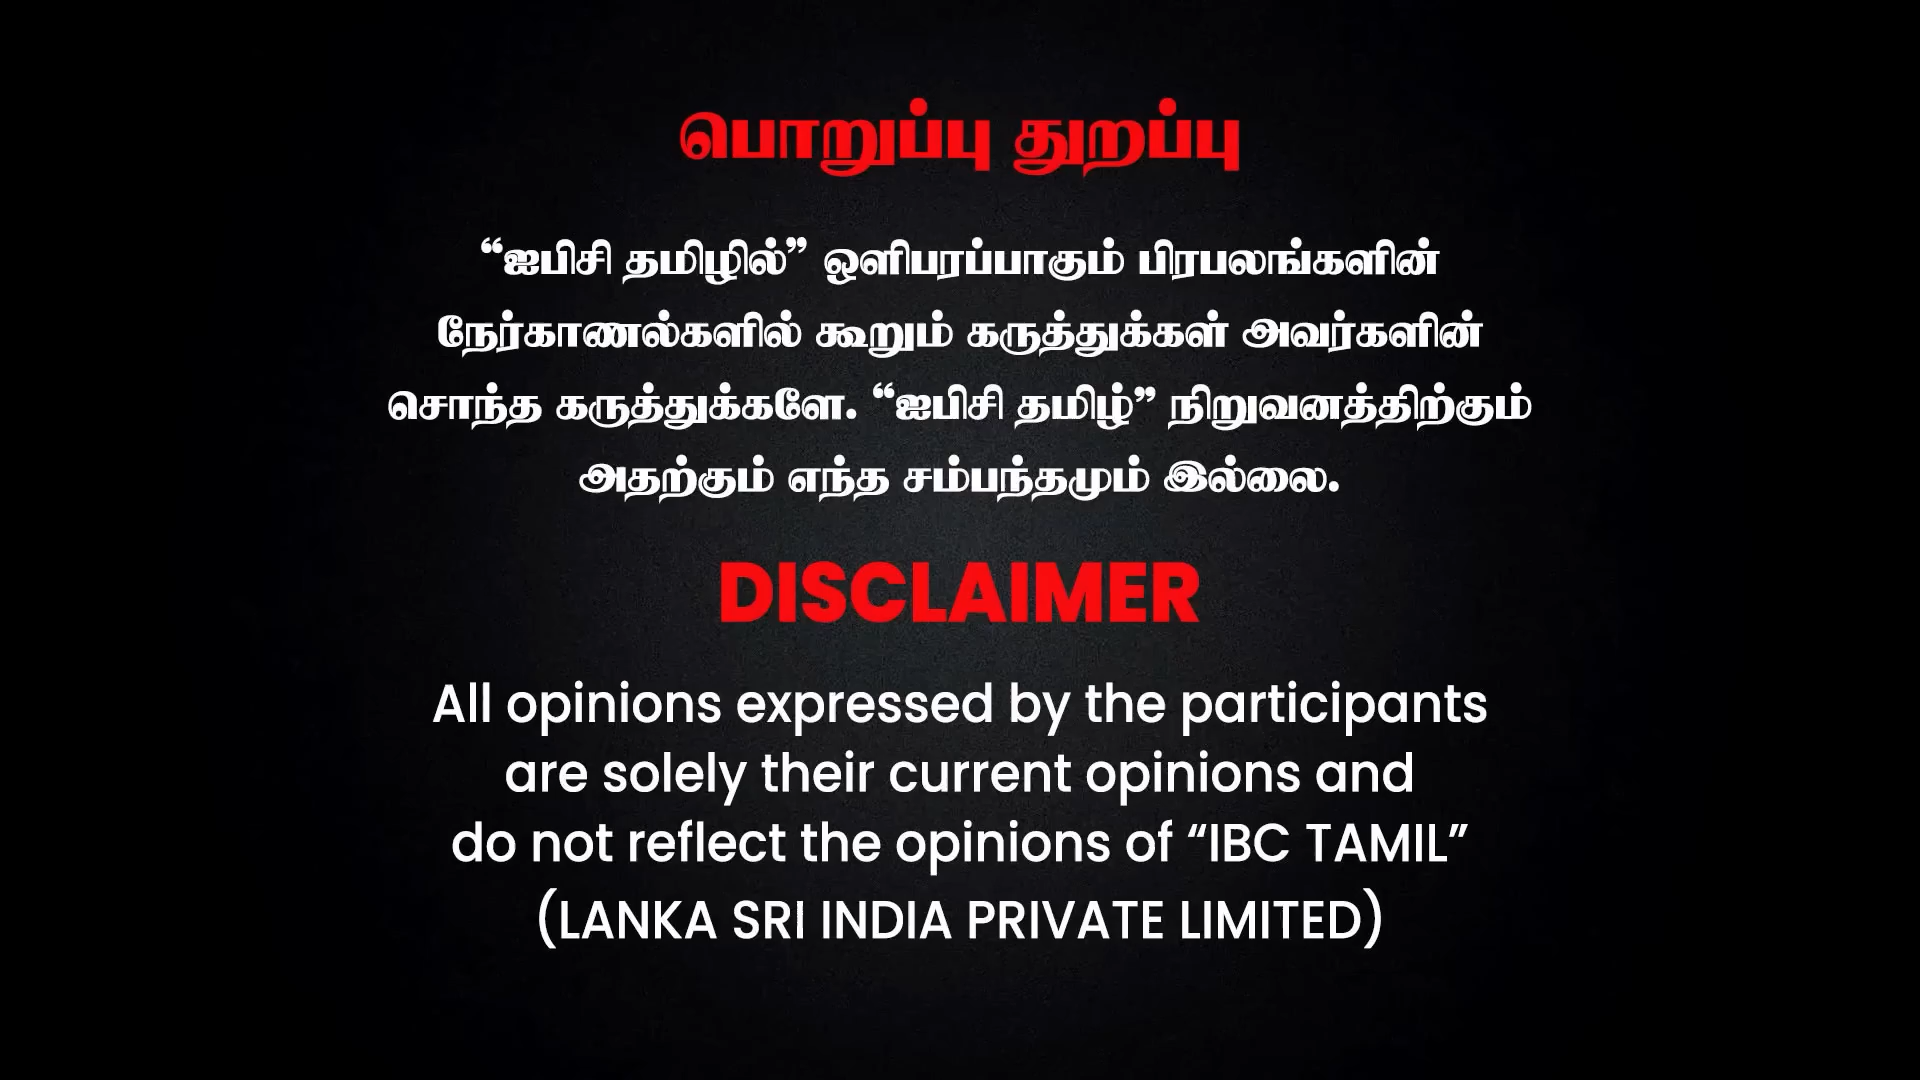 பொறுப்பு துறப்பு
“ஐபிசி தமிழில்” ஒளிபரப்பாகும் பிரபலங்களின்
நேர்காணல்களில் கூறும் கருத்துக்கள் அவர்களின்
சொந்த கருத்துக்களே. “ஐபிசி தமிழ்” நிறுவனத்திற்கும்
அதற்கும் எந்த சம்பந்தமும் இல்லை.
DISCLAIMER
All opinions expressed by the participants
are solely their current opinions and
do not reflect the opinions of “IBC TAMIL”
(LANKA SRI INDIA PRIVATE LIMITED)